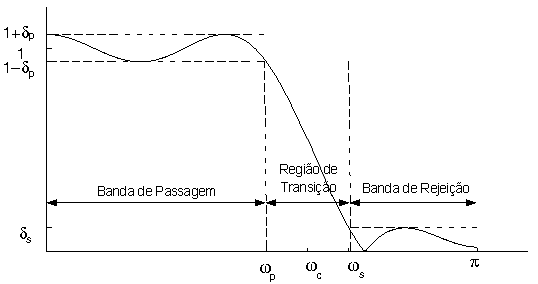 1+δp
1
1−δp
Região de
Transição
Banda de Passagem
Banda de Rejeição
δs
ωp
ωc
ωs
π